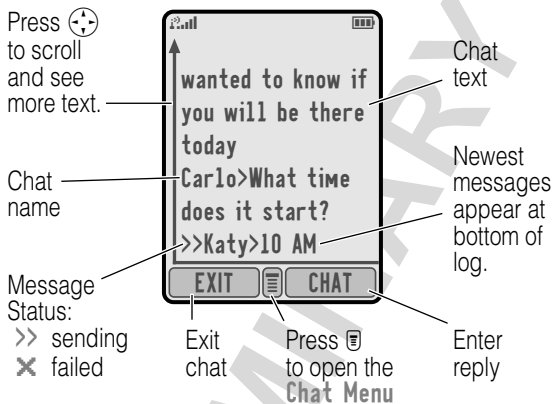 Press
to scroll
and see
more text.
Chat
name
Message
Status:
>> sending
✕ failed
wanted to know if
you will be there
today
Carlo>What time
does it start?
>>Katy>10 AM
EXIT
CHAT
Chat
text
Newest
messages
appear at
bottom of
log.
Exit
chat
Press
to open the
Chat Menu
Enter
reply